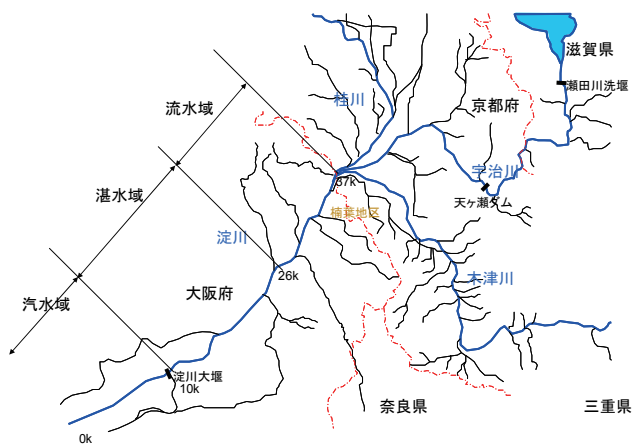 滋賀県
瀬田川洗堰
桂川
京都府
流水域
宇治川
37k
天ヶ瀬ダム
湛水域
楠葉地区
淀川
26k
木津川
大阪府
汽水域
淀川大堰
10k
奈良県
三重県
0k